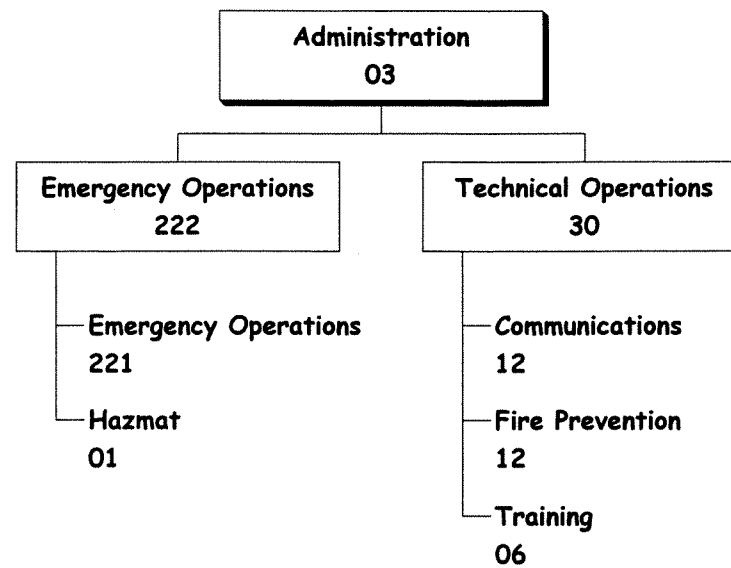 Administration
03
Emergency Operations
222
Technical Operations
30
Emergency Operations
221
Hazmat
01
Communications
12
Fire Prevention
12
Training
06